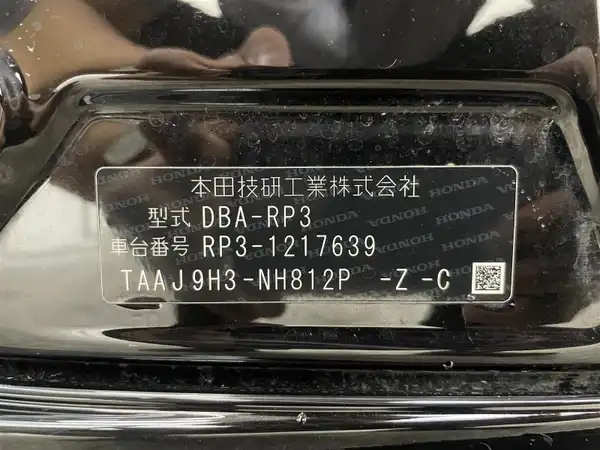 本田技研工業株式会社
型式 DBA-RP3
車台番号 RP3-1217639
TAAJ9H3-NH812P -Z -C